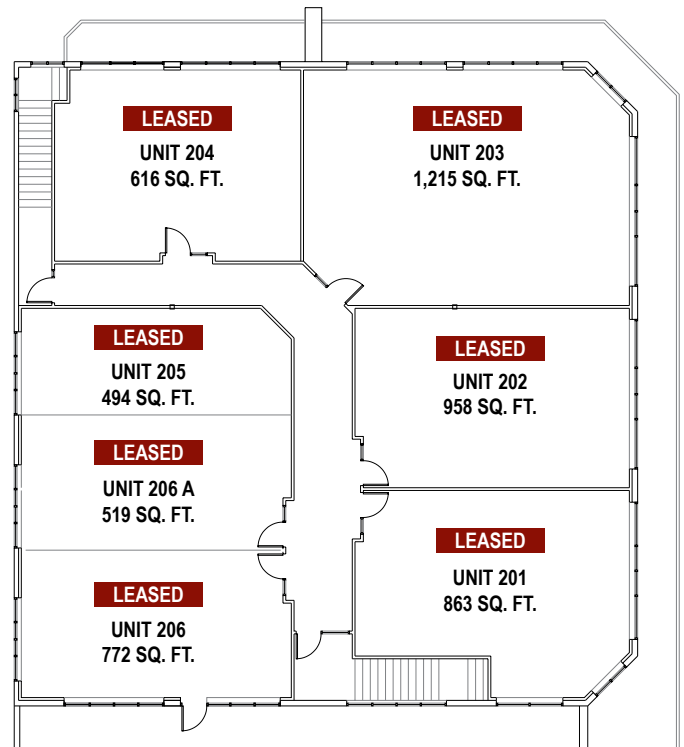 LEASED
UNIT 204
616 SQ. FT.
LEASED
UNIT 203
1,215 SQ. FT.
LEASED
UNIT 205
494 SQ. FT.
LEASED
UNIT 202
958 SQ. FT.
LEASED
UNIT 206 A
519 SQ. FT.
LEASED
UNIT 201
863 SQ. FT.
LEASED
UNIT 206
772 SQ. FT.